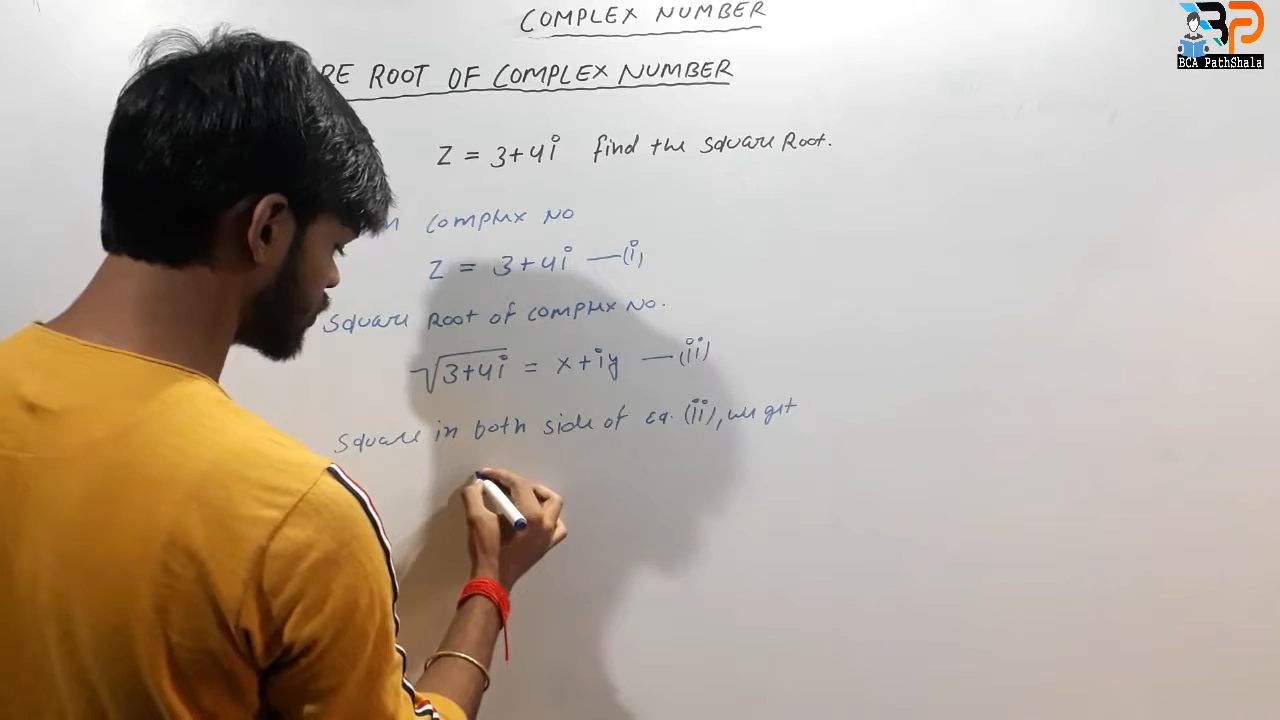 COMPLEX NUMBER
BCA PathShala
ROOT OF COMPLEX NUMBER
Z = 3+4i find the square Root.
complex No
Z = 3+4i —(i)
Square Root of complex No.
√3+4i = x+iy —(ii)
Square in both side of Eq. (ii), we get